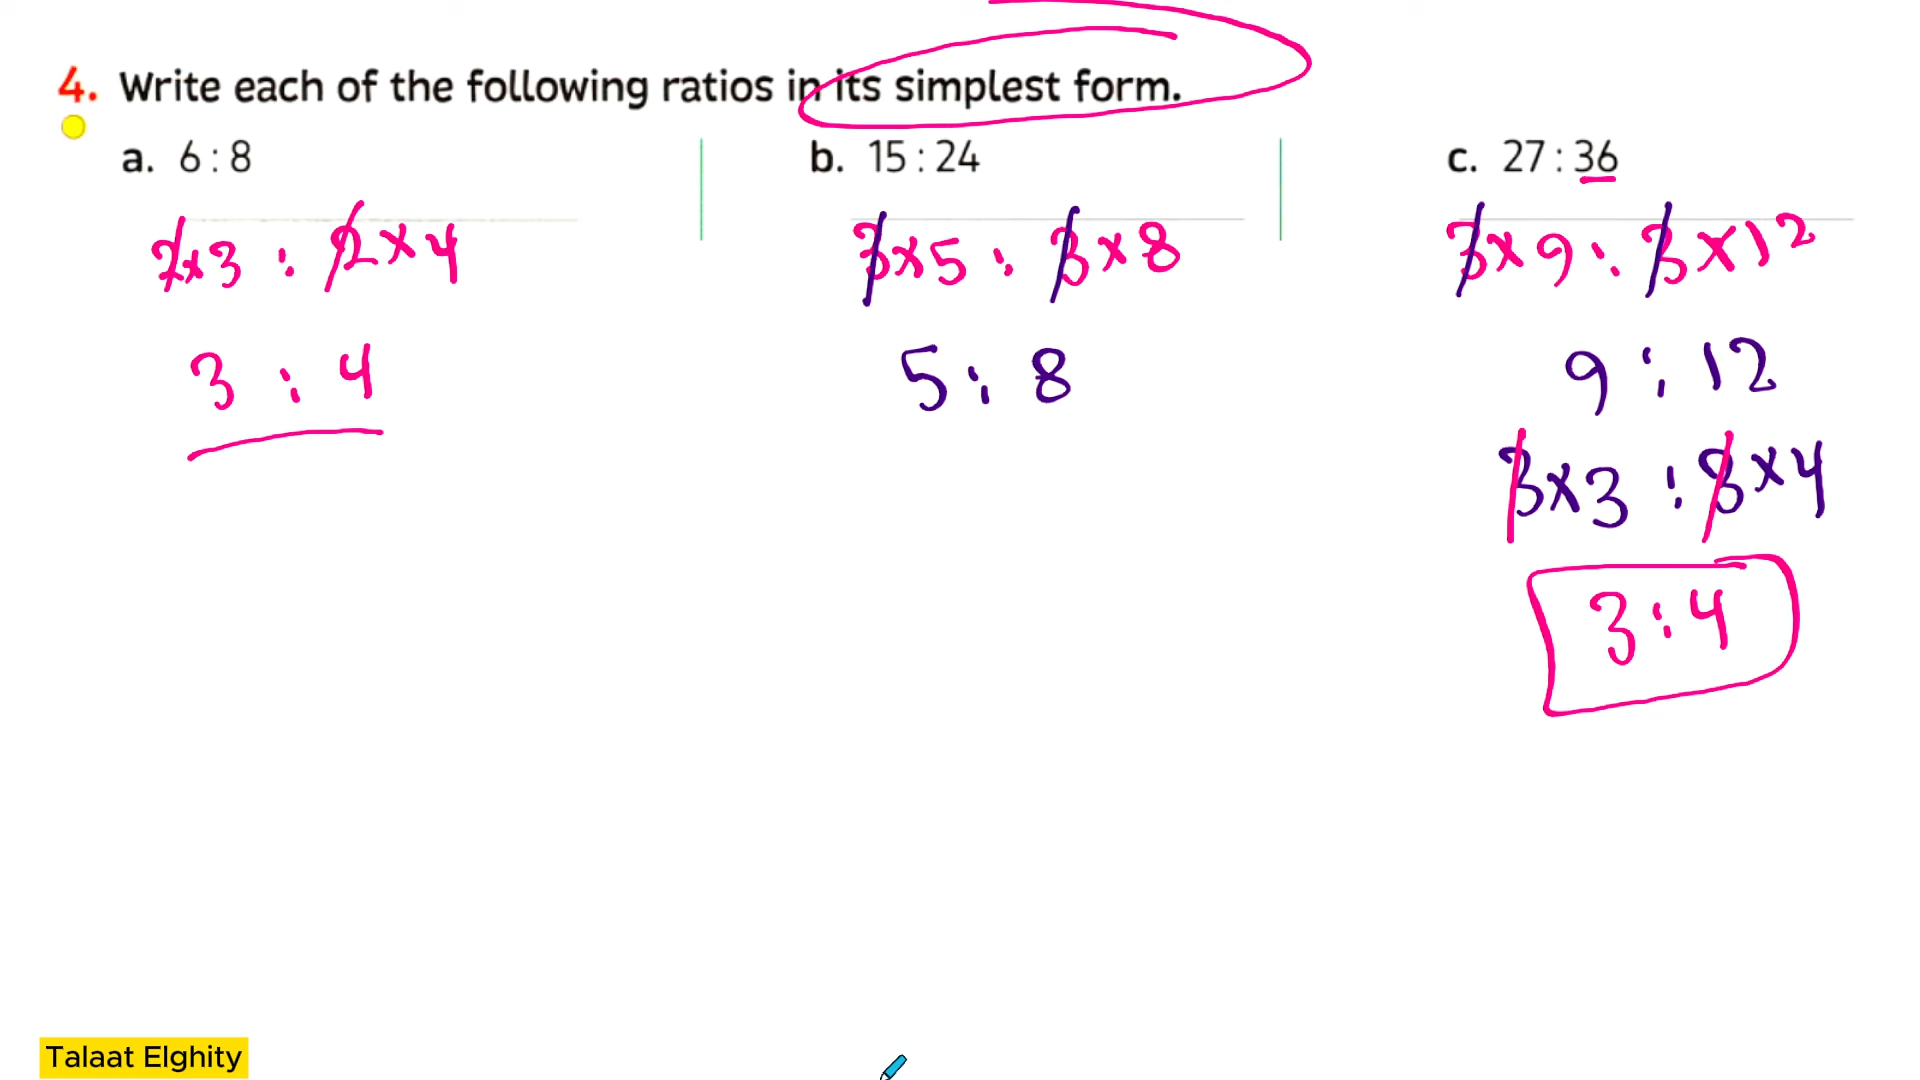 4. Write each of the following ratios in its simplest form.
a. 6 : 8
2×3 : 2×4
3 : 4
b. 15 : 24
3×5 : 3×8
5 : 8
c. 27 : 36
3×9 : 3×12
9 : 12
3×3 : 3×4
3 : 4
Talaat Elghity